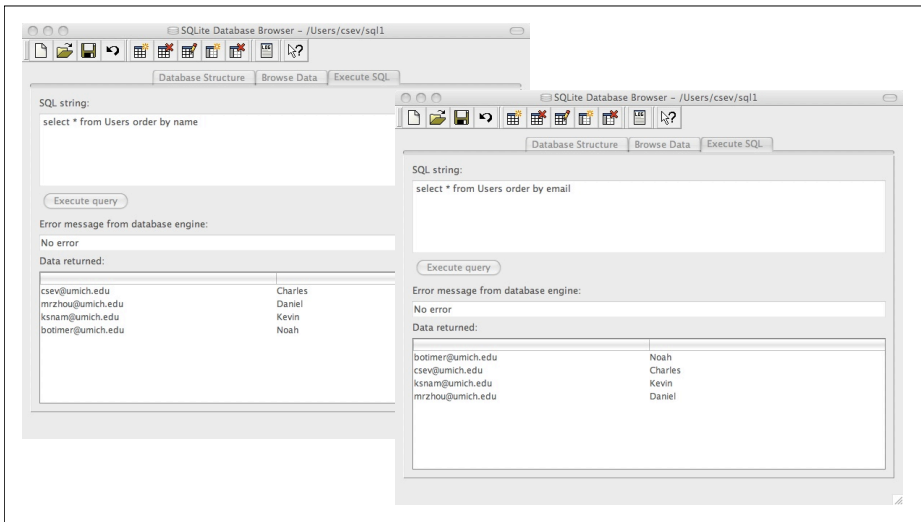 SQLite Database Browser - /Users/csev/sql1
Database Structure Browse Data Execute SQL
SQL string:
select * from Users order by name
Execute query
Error message from database engine:
No error
Data returned:
csev@umich.edu Charles
mrzhou@umich.edu Daniel
ksnam@umich.edu Kevin
botimer@umich.edu Noah
SQLite Database Browser - /Users/csev/sql1
LOG
Database Structure Browse Data Execute SQL
SQL string:
select * from Users order by email
Execute query
Error message from database engine:
No error
Data returned:
botimer@umich.edu Noah
csev@umich.edu Charles
ksnam@umich.edu Kevin
mrzhou@umich.edu Daniel